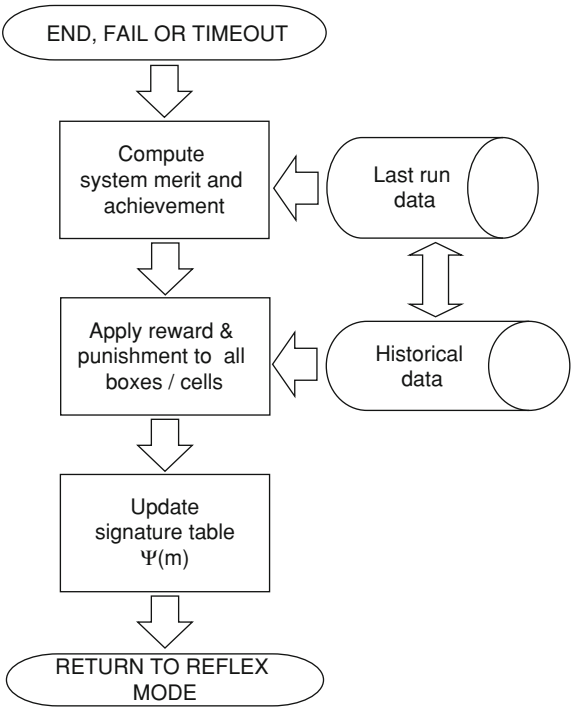 END, FAIL OR TIMEOUT
Compute
system merit and
achievement
Last run
data
Apply reward &
punishment to all
boxes / cells
Historical
data
Update
signature table
Ψ(m)
RETURN TO REFLEX
MODE